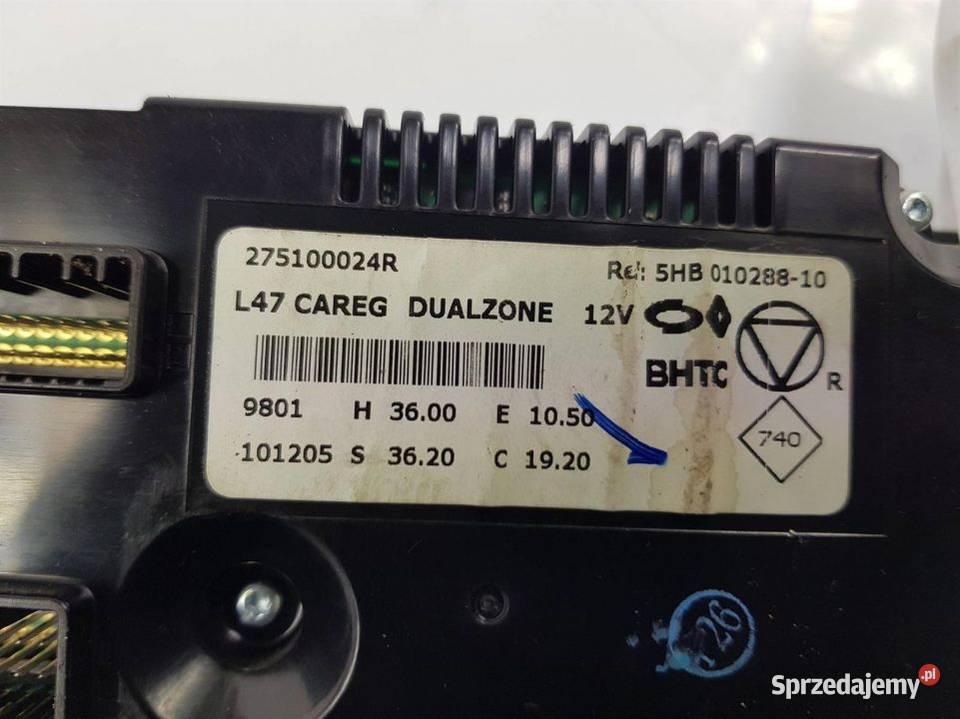 275100024R Ref: 5HB 010288-10
L47 CAREG DUALZONE 12V
BHTC
R
9801 H 36.00 E 10.50
740
101205 S 36.20 C 19.20
26
Sprzedajemy.pl